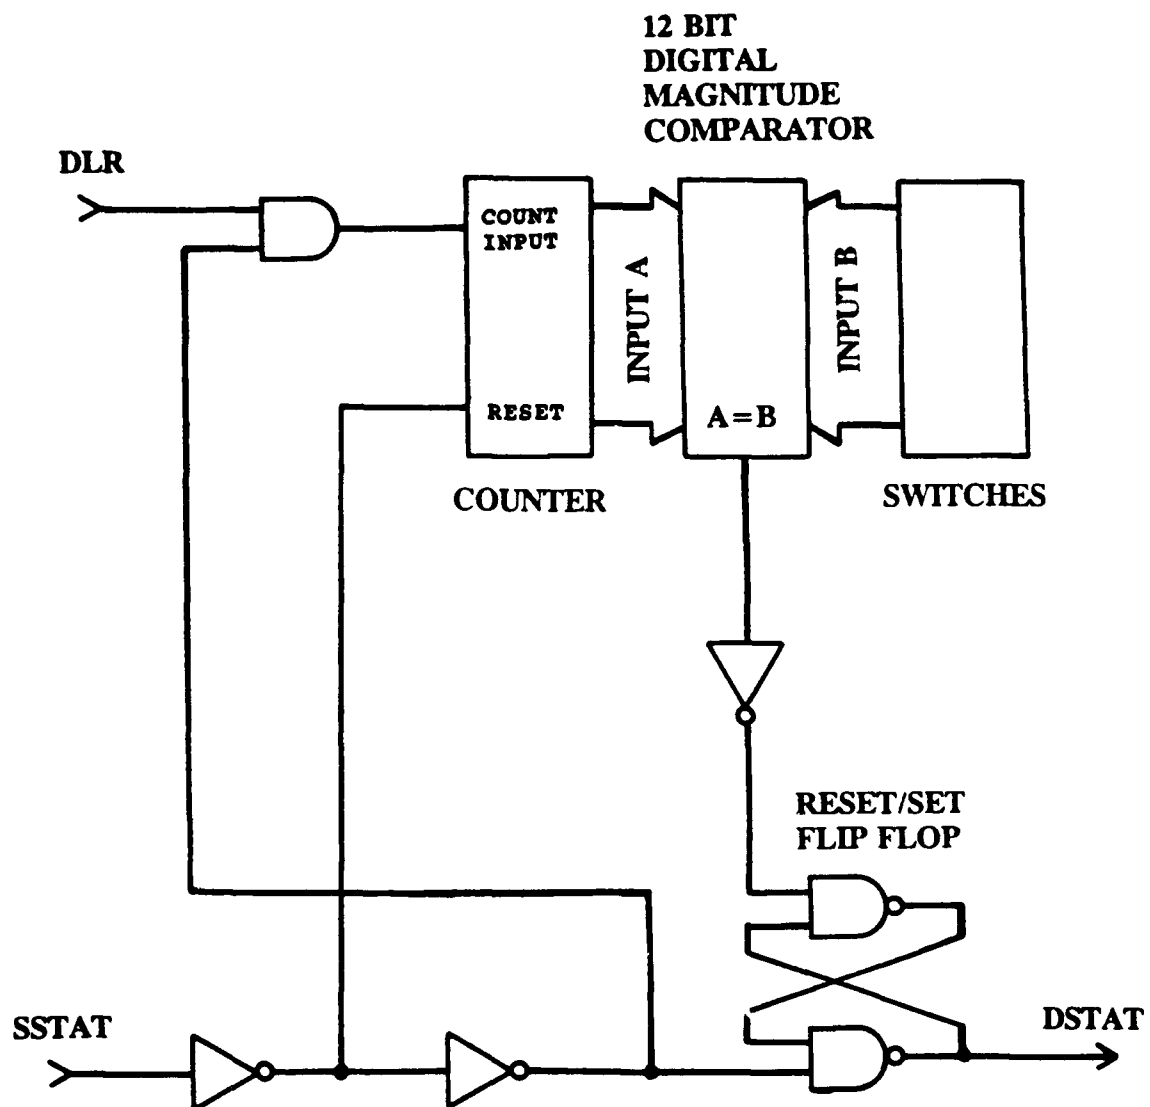 12 BIT
DIGITAL
MAGNITUDE
COMPARATOR
DLR
COUNT
INPUT
RESET
INPUT A
A=B
INPUT B
COUNTER
SWITCHES
RESET/SET
FLIP FLOP
SSTAT
DSTAT